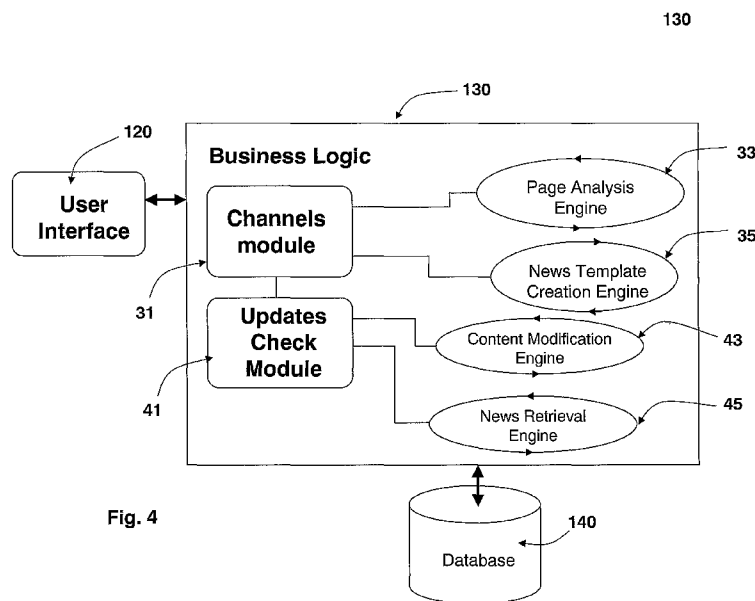 130
130
120
Business Logic
33
Page Analysis
Engine
User
Interface
Channels
module
35
News Template
Creation Engine
31
Updates
Check
Module
43
Content Modification
Engine
41
45
News Retrieval
Engine
Fig. 4
140
Database